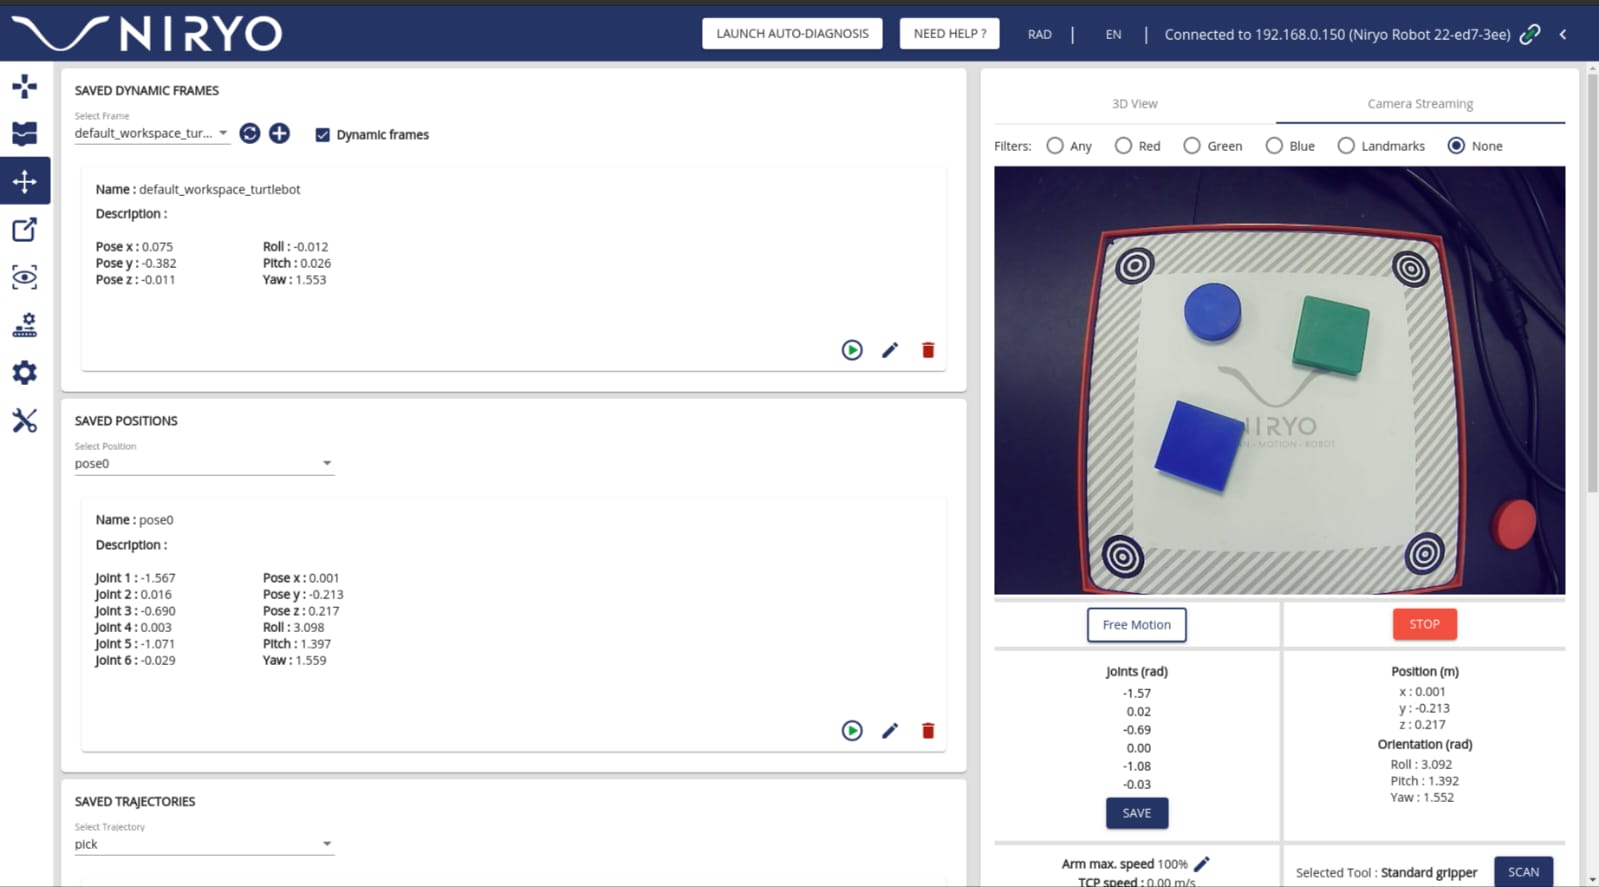 NIRYO
LAUNCH AUTO-DIAGNOSIS
NEED HELP ?
RAD
EN
Connected to 192.168.0.150 (Niryo Robot 22-ed7-3ee)
SAVED DYNAMIC FRAMES
Select Frame
default_workspace_tur...
Dynamic frames
Name : default_workspace_turtlebot
Description :
Pose x : 0.075
Roll : -0.012
Pose y : -0.382
Pitch : 0.026
Pose z : -0.011
Yaw : 1.553
SAVED POSITIONS
Select Position
pose0
Name : pose0
Description :
Joint 1 : -1.567
Pose x : 0.001
Joint 2 : 0.016
Pose y : -0.213
Joint 3 : -0.690
Pose z : 0.217
Joint 4 : 0.003
Roll : 3.098
Joint 5 : -1.071
Pitch : 1.397
Joint 6 : -0.029
Yaw : 1.559
SAVED TRAJECTORIES
Select Trajectory
pick
3D View
Camera Streaming
Filters:
Any
Red
Green
Blue
Landmarks
None
IRYO
- MOTION - ROBOT
Free Motion
STOP
Joints (rad)
-1.57
0.02
-0.69
0.00
-1.08
-0.03
SAVE
Position (m)
x : 0.001
y : -0.213
z : 0.217
Orientation (rad)
Roll : 3.092
Pitch : 1.392
Yaw : 1.552
Arm max. speed 100%
TCP speed : 0.00 m/s
Selected Tool : Standard gripper
SCAN